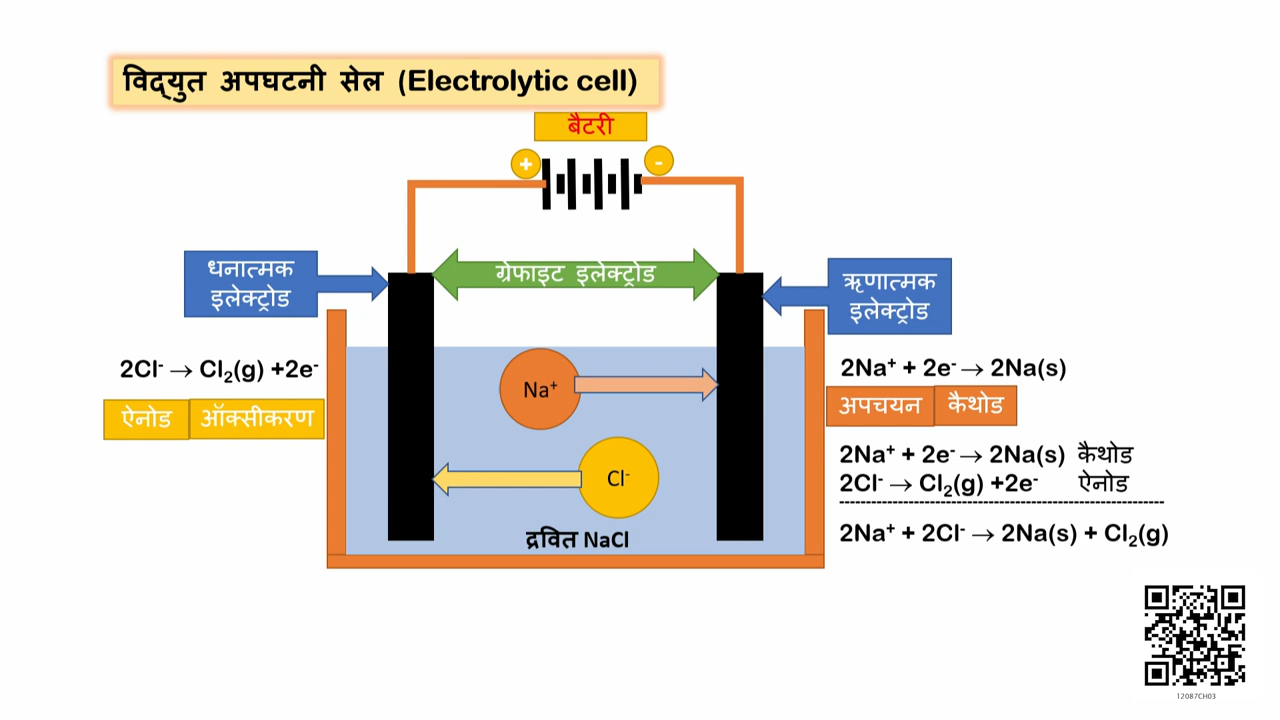 विद्युत अपघटनी सेल (Electrolytic cell)
बैटरी
+ -
धनात्मक
इलेक्ट्रोड
ग्रेफाइट इलेक्ट्रोड
ऋणात्मक
इलेक्ट्रोड
2Cl⁻ → Cl₂(g) +2e⁻
ऐनोड ऑक्सीकरण
Na⁺
Cl⁻
द्रवित NaCl
2Na⁺ + 2e⁻ → 2Na(s)
अपचयन कैथोड
2Na⁺ + 2e⁻ → 2Na(s) कैथोड
2Cl⁻ → Cl₂(g) +2e⁻ ऐनोड
2Na⁺ + 2Cl⁻ → 2Na(s) + Cl₂(g)
12087CH03